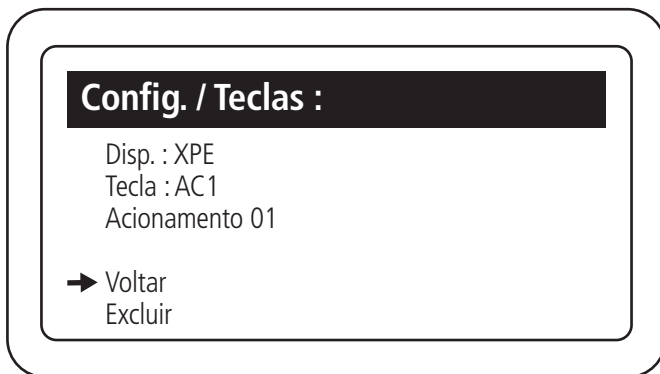 Config. / Teclas :
Disp. : XPE
Tecla : AC1
Acionamento 01
Voltar
Excluir